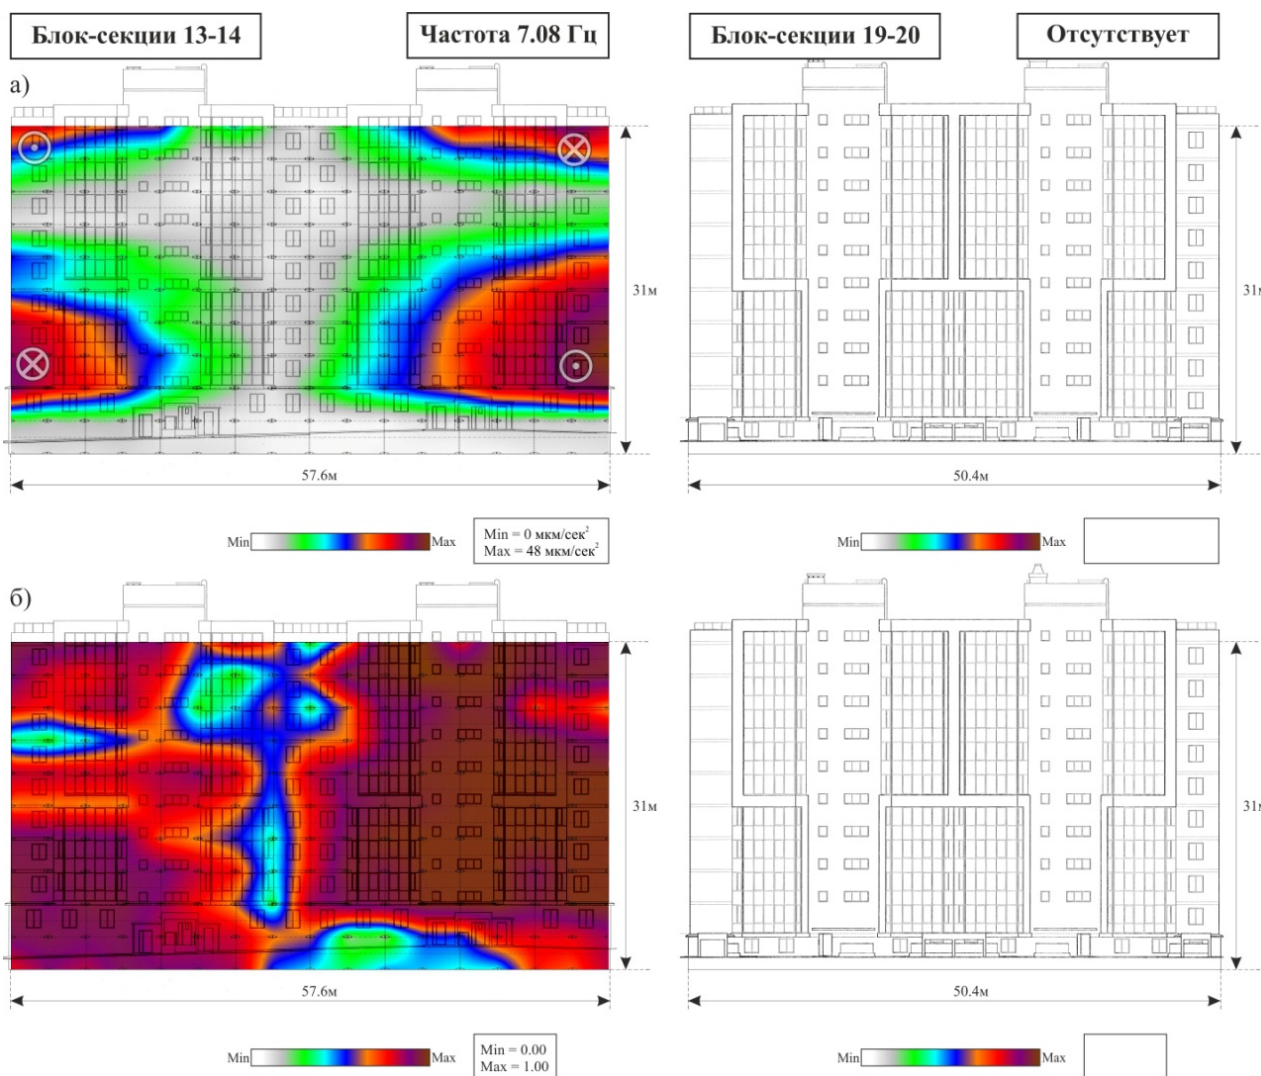 Блок-секции 13-14
Частота 7.08 Гц
Блок-секции 19-20
Отсутствует
а)
31м
31м
57.6м
50.4м
Min
Max
Min = 0 мкм/сек²
Max = 48 мкм/сек²
Min
Max
б)
31м
31м
57.6м
50.4м
Min
Max
Min = 0.00
Max = 1.00
Min
Max